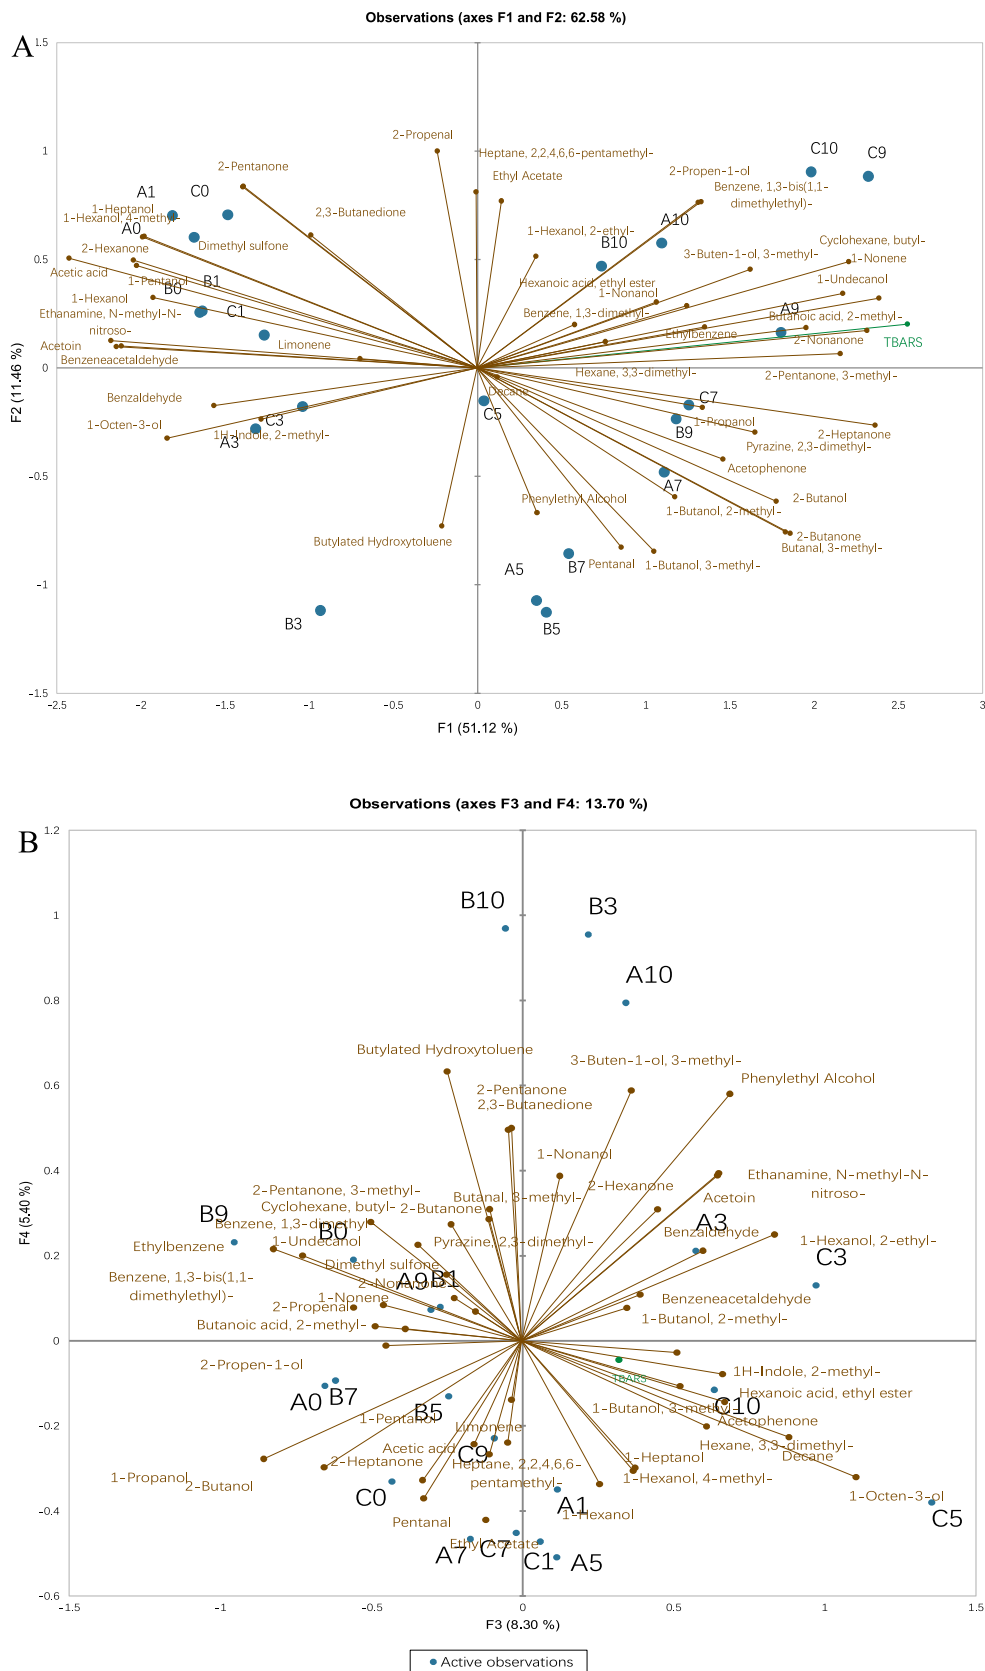 Observations (axes F1 and F2: 62.58 %)
A
1.5
1
0.5
0
-0.5
-1
-1.5
F2 (11.46 %)
2-Propenal
Heptane, 2,2,4,6,6-pentamethyl-
Ethyl Acetate
2-Pentanone
2-Propen-1-ol
Benzene, 1,3-bis(1,1-
dimethylethyl)-
C10
C9
A1
C0
1-Heptanol
1-Hexanol, 4-methyl-
A0
2,3-Butanedione
Dimethyl sulfone
2-Hexanone
A10
B10
1-Hexanol, 2-ethyl-
3-Buten-1-ol, 3-methyl-
Cyclohexane, butyl-
1-Nonene
Acetic acid
1-Pentanol
B0
B1
Hexanoic acid, ethyl ester
1-Nonanol
1-Undecanol
1-Hexanol
Ethanamine, N-methyl-N-
nitroso-
C1
Benzene, 1,3-dimethyl-
A9
Butanoic acid, 2-methyl-
Ethylbenzene
2-Nonanone
TBARS
Acetoin
Limonene
Benzeneacetaldehyde
Hexane, 3,3-dimethyl-
2-Pentanone, 3-methyl-
Decane
Benzaldehyde
C5
C7
1-Octen-3-ol
C3
1H-Indole, 2-methyl-
A3
1-Propanol
B9
2-Heptanone
Pyrazine, 2,3-dimethyl-
Acetophenone
A7
Phenylethyl Alcohol
2-Butanol
1-Butanol, 2-methyl-
Butylated Hydroxytoluene
2-Butanone
Butanal, 3-methyl-
A5
B7
Pentanal
1-Butanol, 3-methyl-
B3
B5
-2.5
-2
-1.5
-1
-0.5
0
0.5
1
1.5
2
2.5
3
F1 (51.12 %)
Observations (axes F3 and F4: 13.70 %)
B
1.2
1
0.8
0.6
0.4
0.2
0
-0.2
-0.4
-0.6
F4 (5.40 %)
B10
B3
A10
Butylated Hydroxytoluene
3-Buten-1-ol, 3-methyl-
Phenylethyl Alcohol
2-Pentanone
2,3-Butanedione
1-Nonanol
2-Hexanone
Ethanamine, N-methyl-N-
nitroso-
Acetoin
2-Pentanone, 3-methyl-
Cyclohexane, butyl-
2-Butanone
Butanal, 3-methyl-
B9
B0
Benzene, 1,3-dimethyl-
A3
Benzaldehyde
1-Hexanol, 2-ethyl-
Ethylbenzene
1-Undecanol
Pyrazine, 2,3-dimethyl-
C3
Benzene, 1,3-bis(1,1-
dimethylethyl)-
Dimethyl sulfone
A9
B1
2-Nonanone
1-Nonene
2-Propenal
Benzeneacetaldehyde
Butanoic acid, 2-methyl-
1-Butanol, 2-methyl-
2-Propen-1-ol
TBARS
1H-Indole, 2-methyl-
A0
B7
B5
Hexanoic acid, ethyl ester
C10
1-Butanol, 3-methyl-
1-Pentanol
Limonene
Acetophenone
Acetic acid
C9
2-Heptanone
Heptane, 2,2,4,6,6-
pentamethyl-
1-Heptanol
Hexane, 3,3-dimethyl-
Decane
1-Hexanol, 4-methyl-
1-Propanol
2-Butanol
C0
A1
1-Octen-3-ol
1-Hexanol
C5
Pentanal
A7
C7
Ethyl Acetate
C1
A5
-1.5
-1
-0.5
0
0.5
1
1.5
F3 (8.30 %)
Active observations